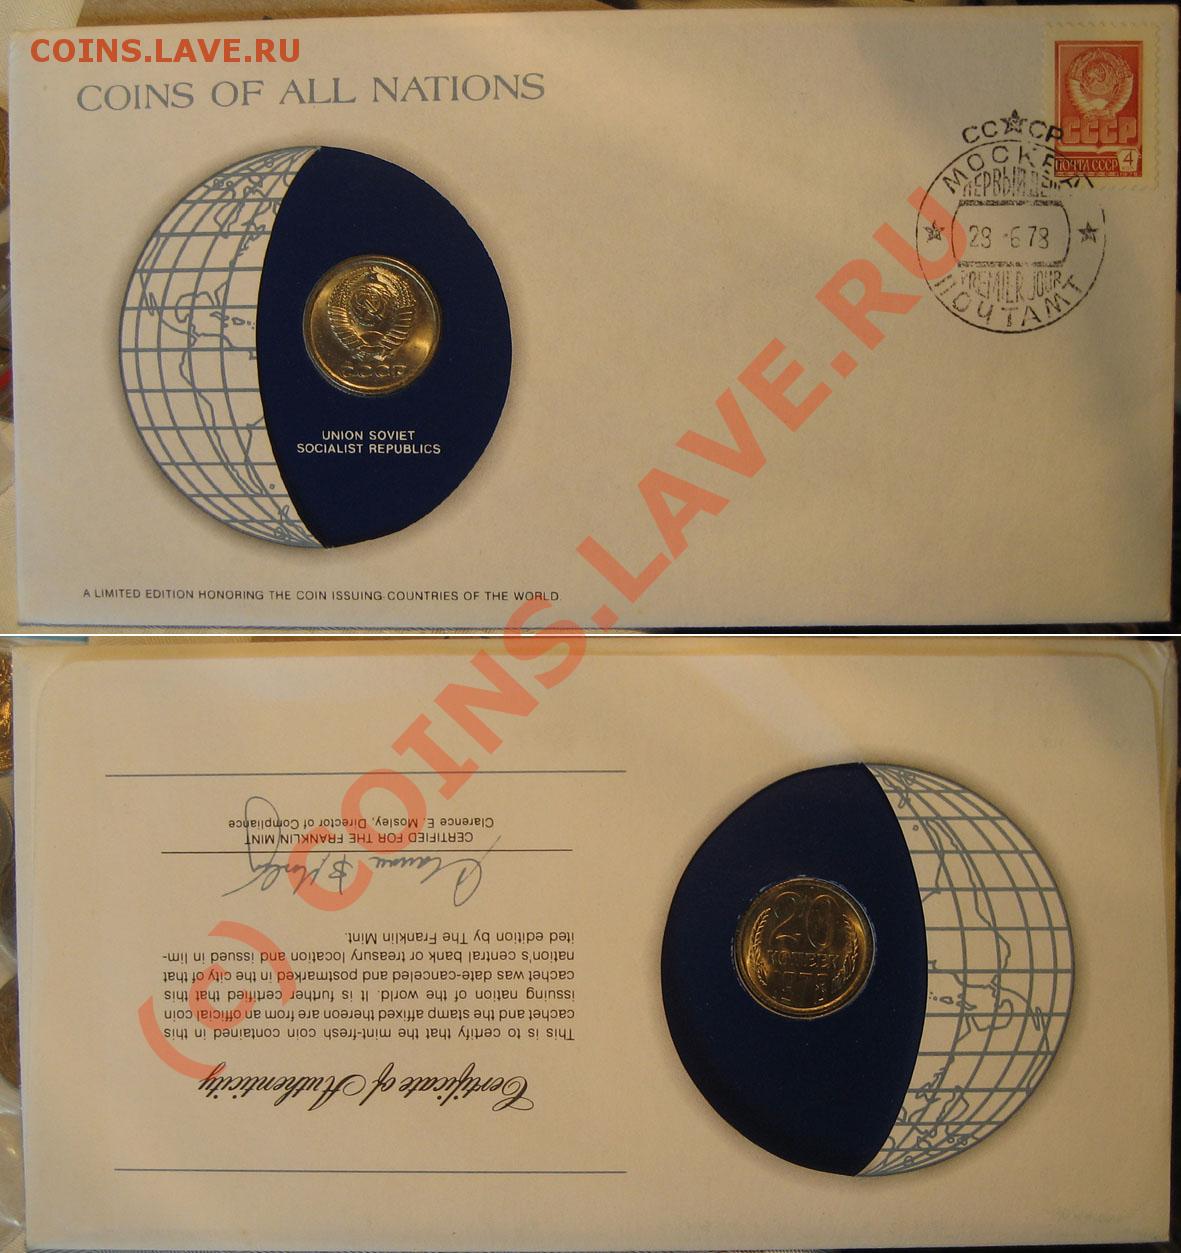 COINS.LAVE.RU
COINS OF ALL NATIONS
СССР
ПОЧТА СССР 4
СС СР
МОСКВА
ПЕРВЫЙ ДЕНЬ
28 -6 78
PREMIER JOUR
ПОЧТАМТ
СССР
UNION SOVIET
SOCIALIST REPUBLICS
A LIMITED EDITION HONORING THE COIN ISSUING COUNTRIES OF THE WORLD.
(c) COINS.LAVE.RU
20
КОПЕЕК
1978
Certificate of Authenticity
This is to certify that the mint-fresh coin contained in this
cachet and the stamp affixed thereon are from an official coin
issuing nation of the world. It is further certified that this
cachet was date-canceled and postmarked in the city of that
nation's central bank or treasury location and issued in lim-
ited edition by The Franklin Mint.
CERTIFIED FOR THE FRANKLIN MINT
Clarence E. Mosley, Director of Compliance